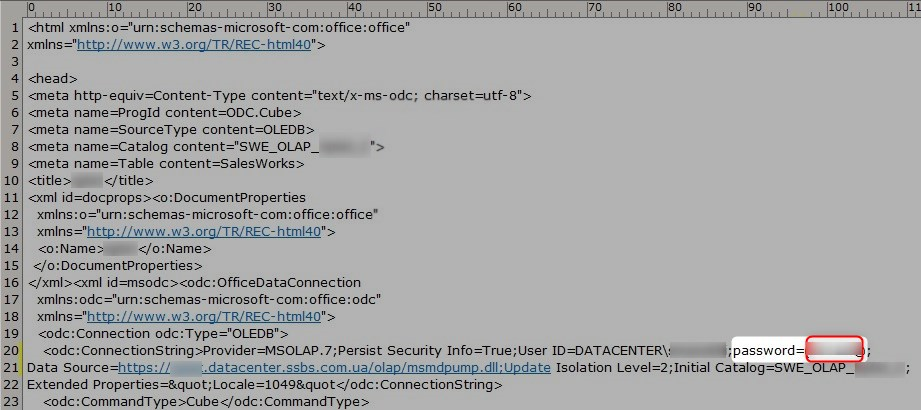 0 10 20 30 40 50 60 70 80 90 100 110
1 <html xmlns:o="urn:schemas-microsoft-com:office:office"
2 xmlns="http://www.w3.org/TR/REC-html40">
3
4 <head>
5 <meta http-equiv=Content-Type content="text/x-ms-odc; charset=utf-8">
6 <meta name=ProgId content=ODC.Cube>
7 <meta name=SourceType content=OLEDB>
8 <meta name=Catalog content="SWE_OLAP_ ">
9 <meta name=Table content=SalesWorks>
10 <title> </title>
11 <xml id=docprops><o:DocumentProperties
12 xmlns:o="urn:schemas-microsoft-com:office:office"
13 xmlns="http://www.w3.org/TR/REC-html40">
14 <o:Name> </o:Name>
15 </o:DocumentProperties>
16 </xml><xml id=msodc><odc:OfficeDataConnection
17 xmlns:odc="urn:schemas-microsoft-com:office:odc"
18 xmlns="http://www.w3.org/TR/REC-html40">
19 <odc:Connection odc:Type="OLEDB">
20 <odc:ConnectionString>Provider=MSOLAP.7;Persist Security Info=True;User ID=DATACENTER\ ;password= ;
21 Data Source=https:// .datacenter.ssbs.com.ua/olap/msmdpump.dll;Update Isolation Level=2;Initial Catalog=SWE_OLAP_ ;
22 Extended Properties=&quot;Locale=1049&quot</odc:ConnectionString>
23 <odc:CommandType>Cube</odc:CommandType>